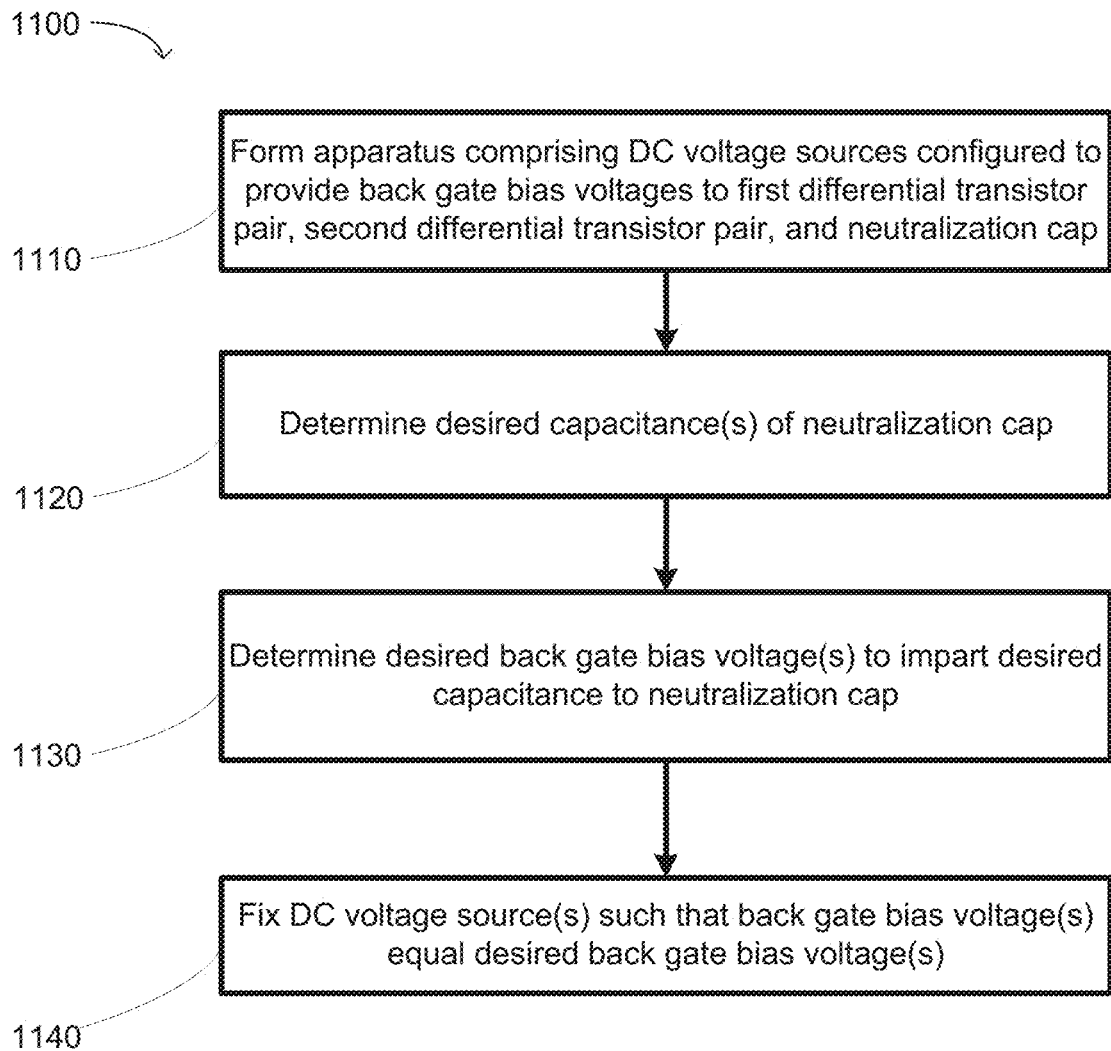 1100
Form apparatus comprising DC voltage sources configured to
provide back gate bias voltages to first differential transistor
pair, second differential transistor pair, and neutralization cap
1110
Determine desired capacitance(s) of neutralization cap
1120
Determine desired back gate bias voltage(s) to impart desired
capacitance to neutralization cap
1130
Fix DC voltage source(s) such that back gate bias voltage(s)
equal desired back gate bias voltage(s)
1140